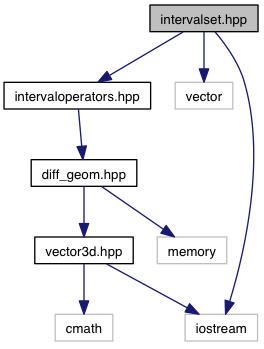 intervalset.hpp
intervaloperators.hpp
vector
diff_geom.hpp
vector3d.hpp
memory
cmath
iostream